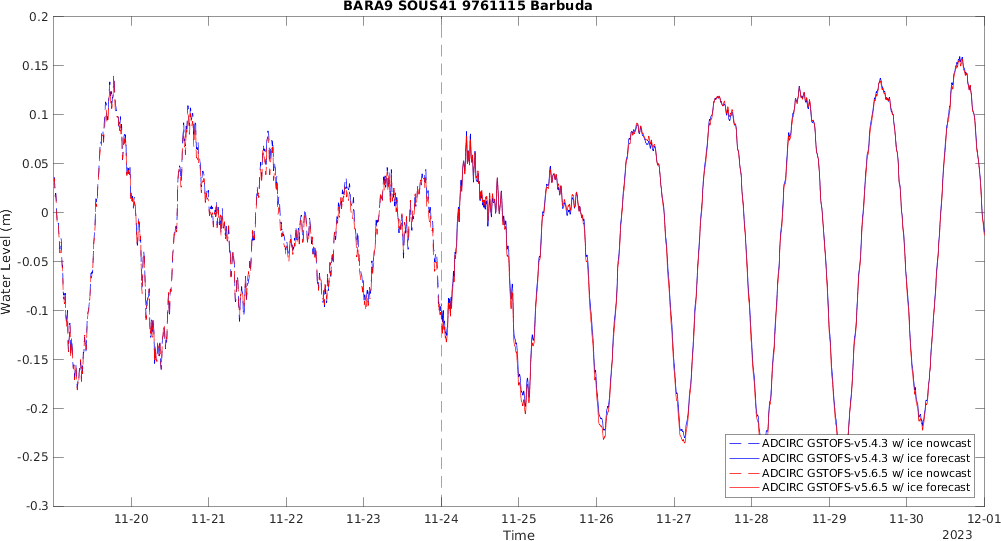 BARA9 SOUS41 9761115 Barbuda
0.2
0.15
0.1
0.05
0
-0.05
-0.1
-0.15
-0.2
-0.25
-0.3
Water Level (m)
ADCIRC GSTOFS-v5.4.3 w/ ice nowcast
ADCIRC GSTOFS-v5.4.3 w/ ice forecast
ADCIRC GSTOFS-v5.6.5 w/ ice nowcast
ADCIRC GSTOFS-v5.6.5 w/ ice forecast
11-20 11-21 11-22 11-23 11-24 11-25 11-26 11-27 11-28 11-29 11-30 12-01
Time
2023